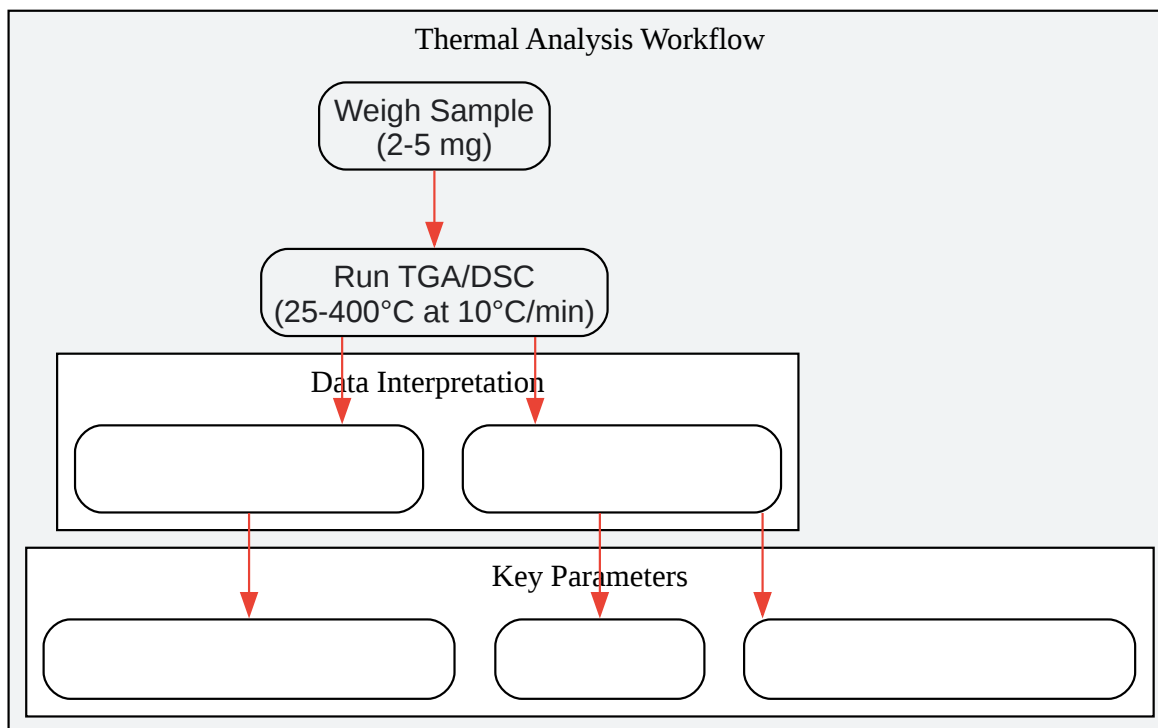 Thermal Analysis Workflow
Weigh Sample
(2-5 mg)
Run TGA/DSC
(25-400°C at 10°C/min)
Data Interpretation
Key Parameters